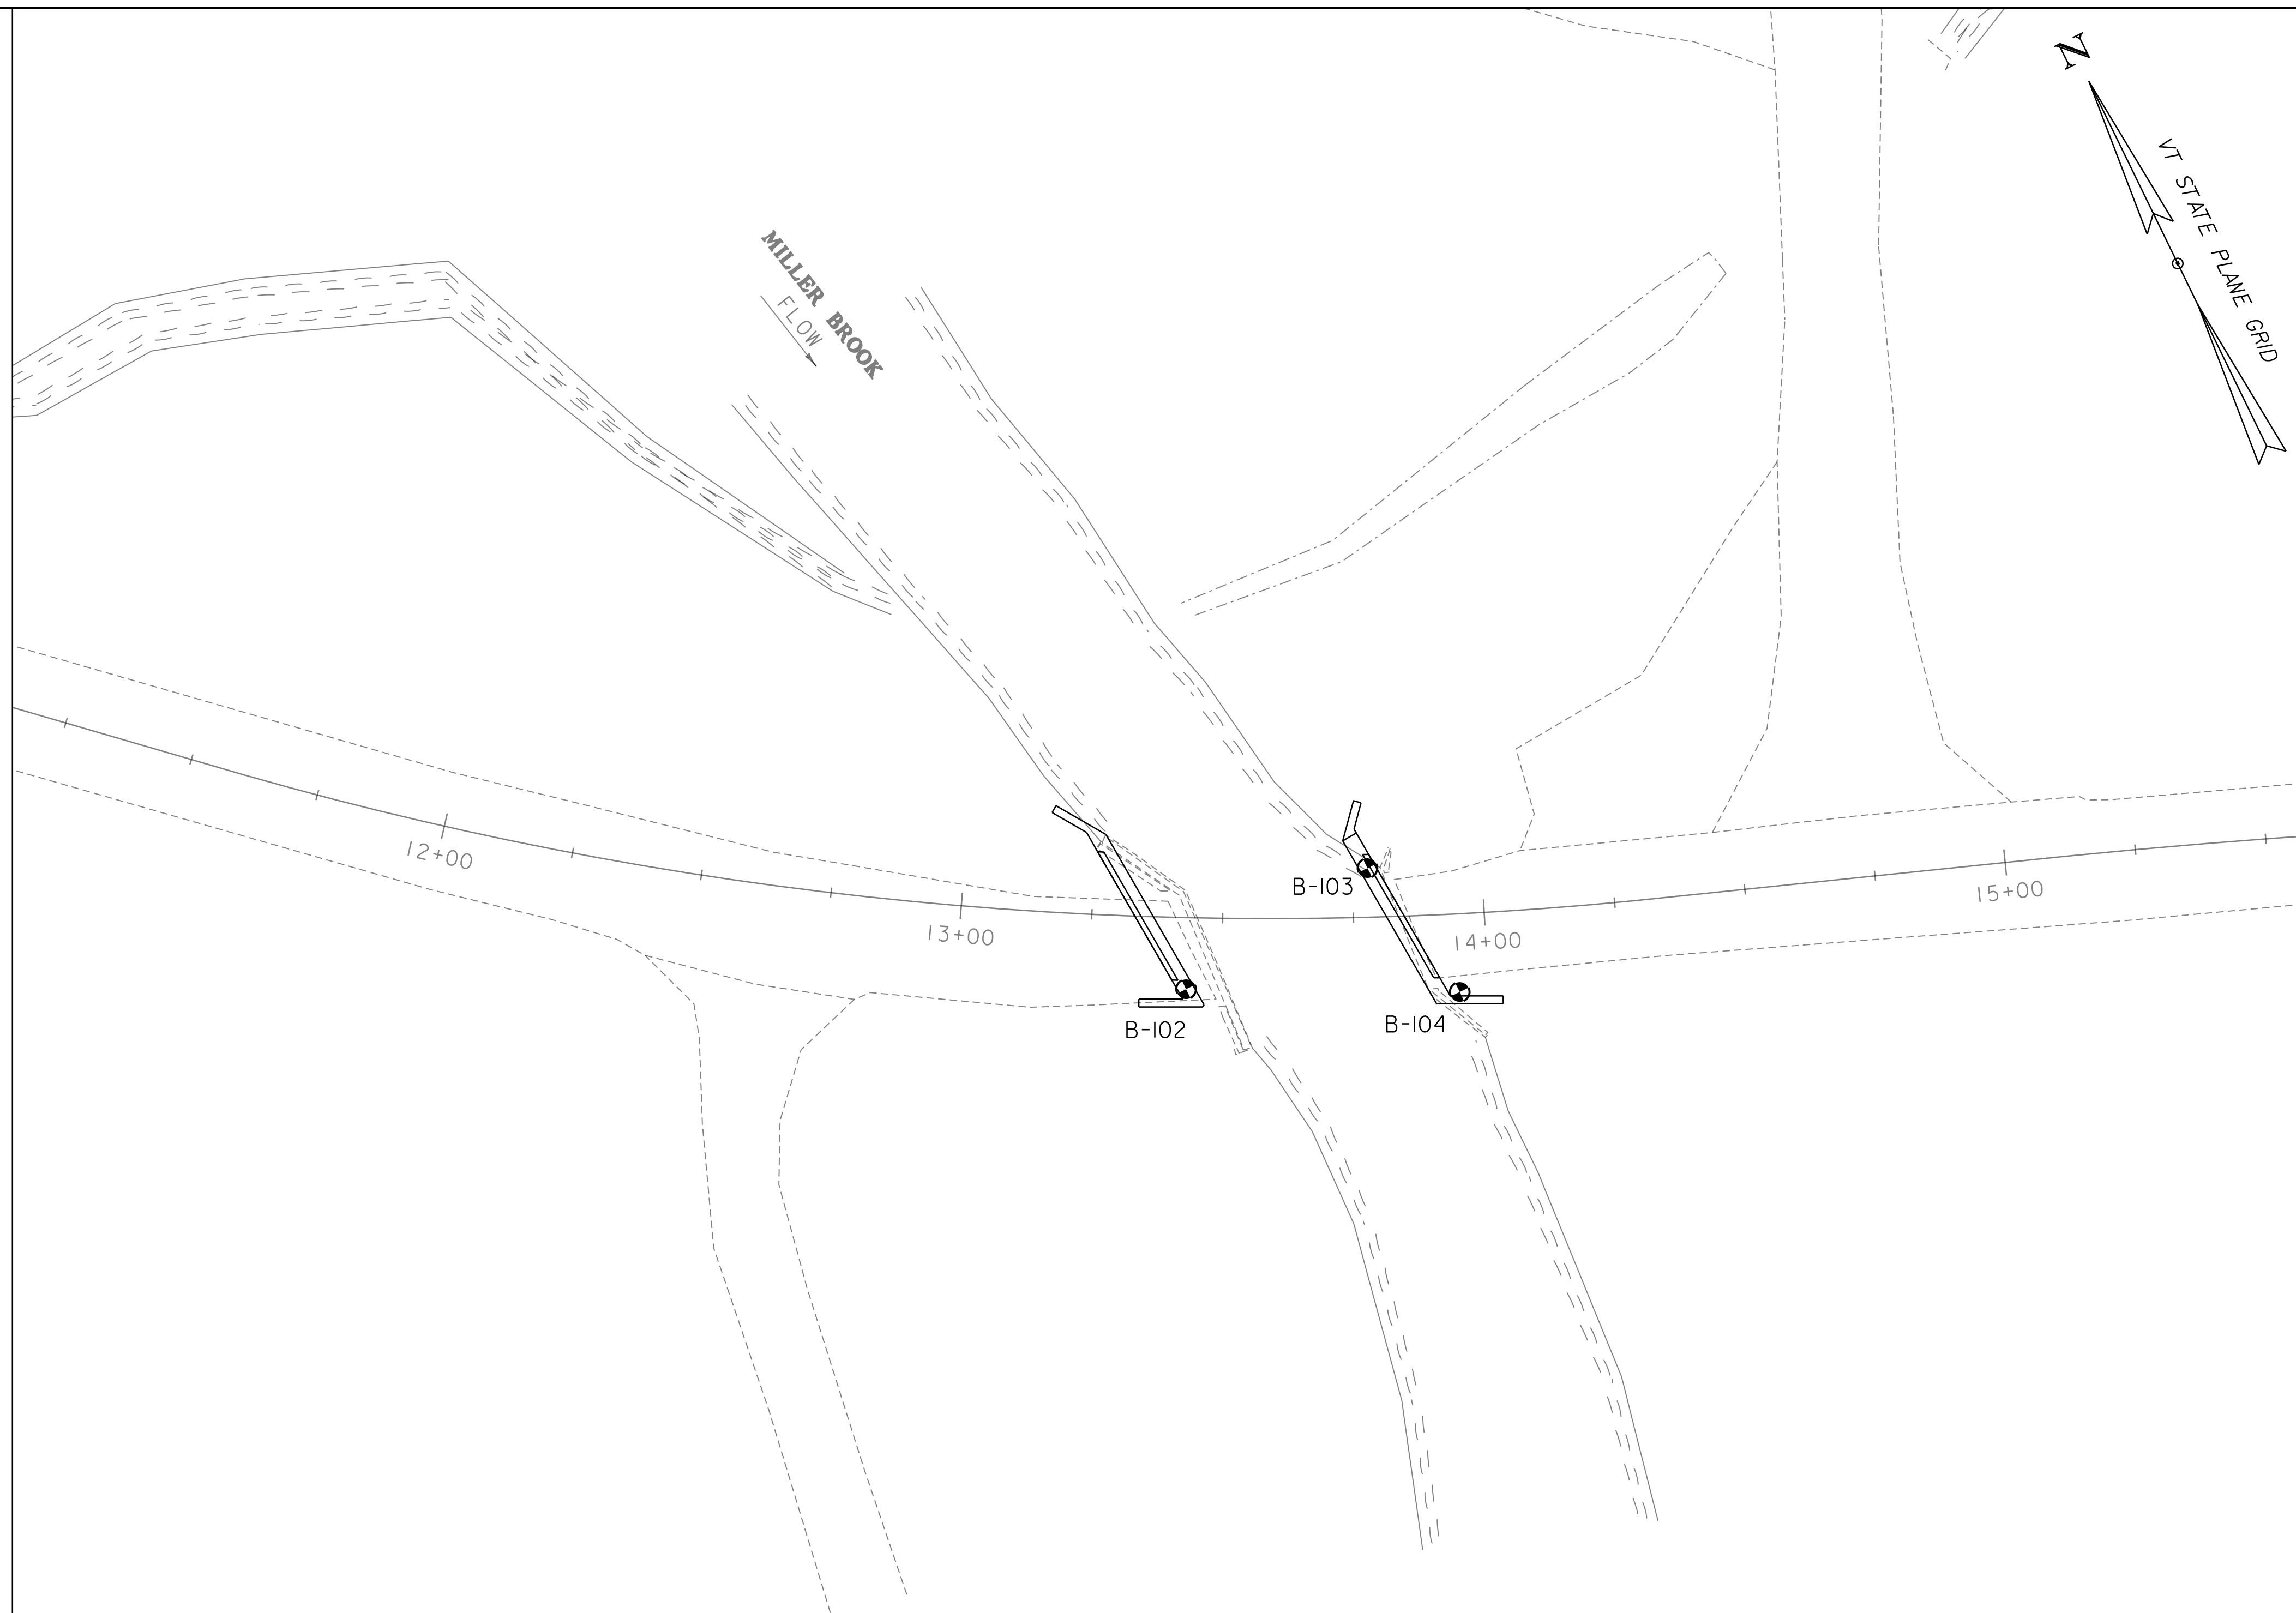 N
VT STATE PLANE GRID
MILLER BROOK
FLOW
12+00
13+00
14+00
15+00
B-103
B-102
B-104